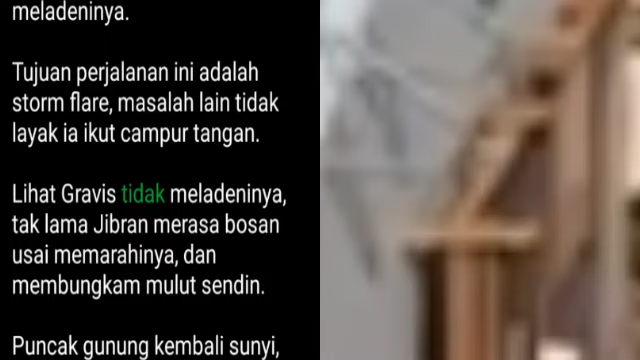 meladeninya.
Tujuan perjalanan ini adalah
storm flare, masalah lain tidak
layak ia ikut campur tangan.
Lihat Gravis tidak meladeninya,
tak lama Jibran merasa bosan
usai memarahinya, dan
membungkam mulut sendin.
Puncak gunung kembali sunyi,